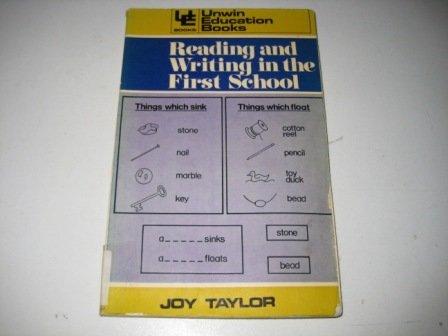 UEB
BOOKS
Unwin
Education
Books
Reading and
Writing in the
First School
Things which sink
stone
nail
marble
key
Things which float
cotton
reel
pencil
toy
duck
bead
a _ _ _ _ _ sinks
a _ _ _ _ _ floats
stone
bead
JOY TAYLOR